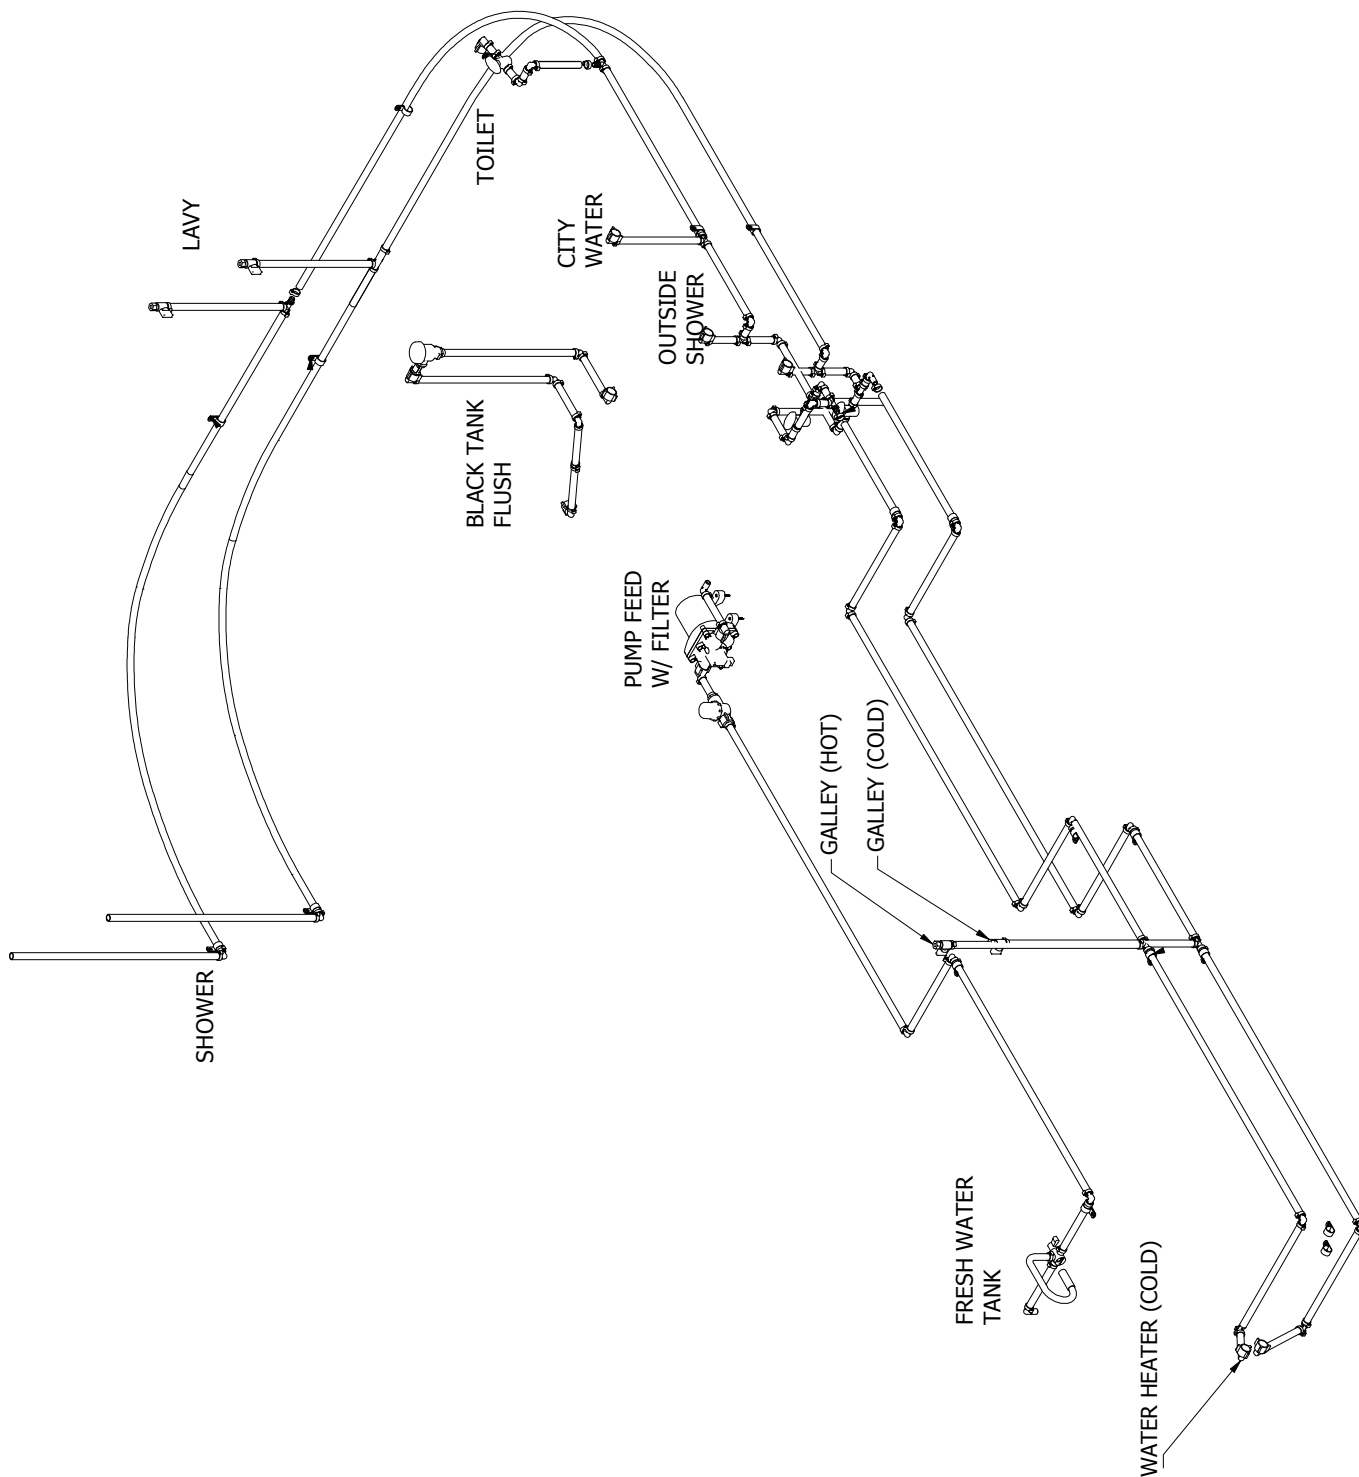 LAVY
TOILET
CITY
WATER
OUTSIDE
SHOWER
BLACK TANK
FLUSH
PUMP FEED
W/ FILTER
GALLEY (HOT)
GALLEY (COLD)
SHOWER
FRESH WATER
TANK
WATER HEATER (COLD)